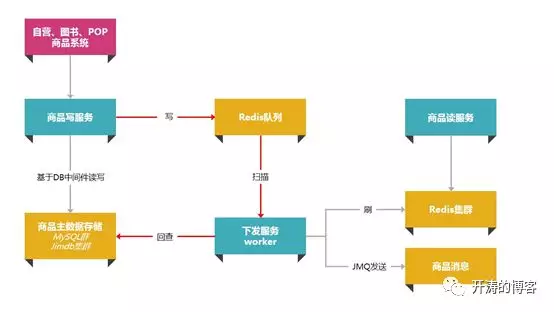 自营、图书、POP
商品系统
商品写服务
写
Redis队列
商品读服务
基于DB中间件读写
扫描
商品主数据存储
MySQL群
Jimdb集群
回查
下发服务
worker
刷
Redis集群
JMQ发送
商品消息
开涛的博客